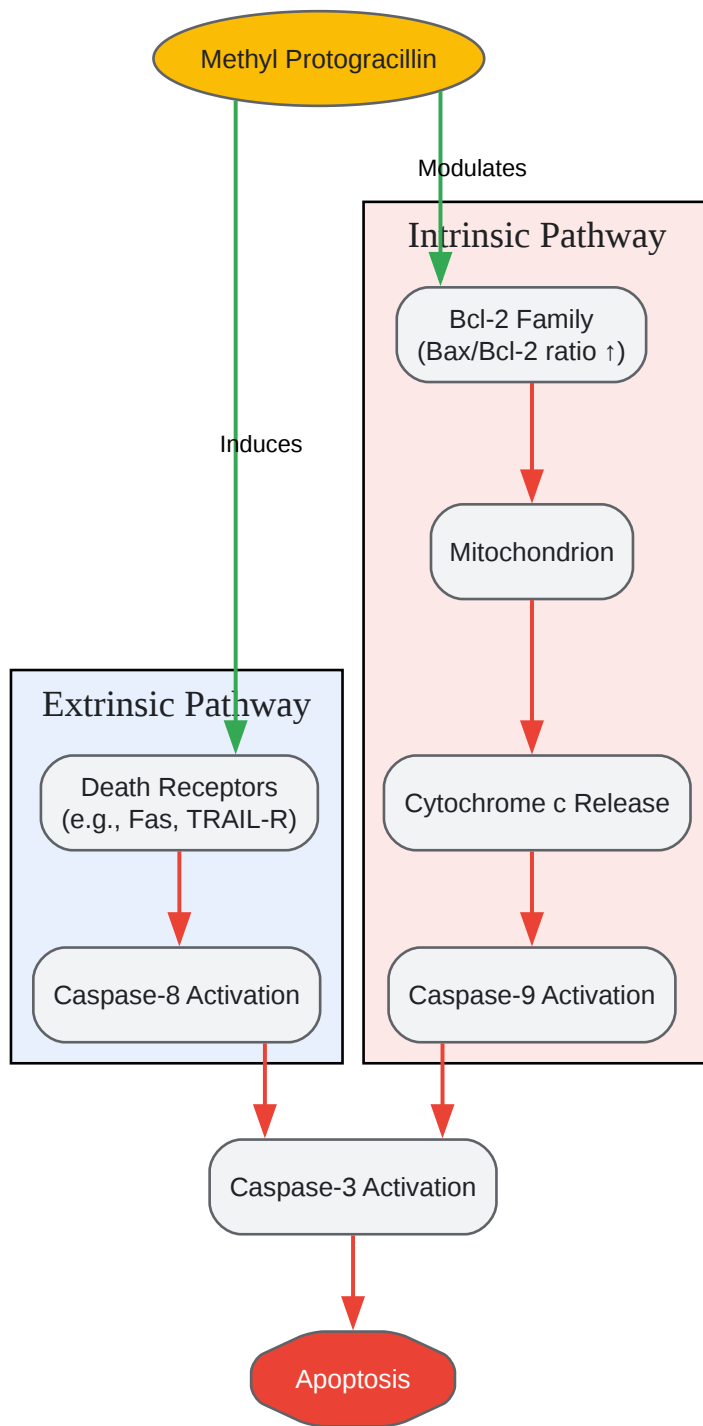 Methyl Protogracillin
Modulates
Intrinsic Pathway
Bcl-2 Family
(Bax/Bcl-2 ratio ↑)
Induces
Mitochondrion
Extrinsic Pathway
Death Receptors
(e.g., Fas, TRAIL-R)
Cytochrome c Release
Caspase-8 Activation
Caspase-9 Activation
Caspase-3 Activation
Apoptosis